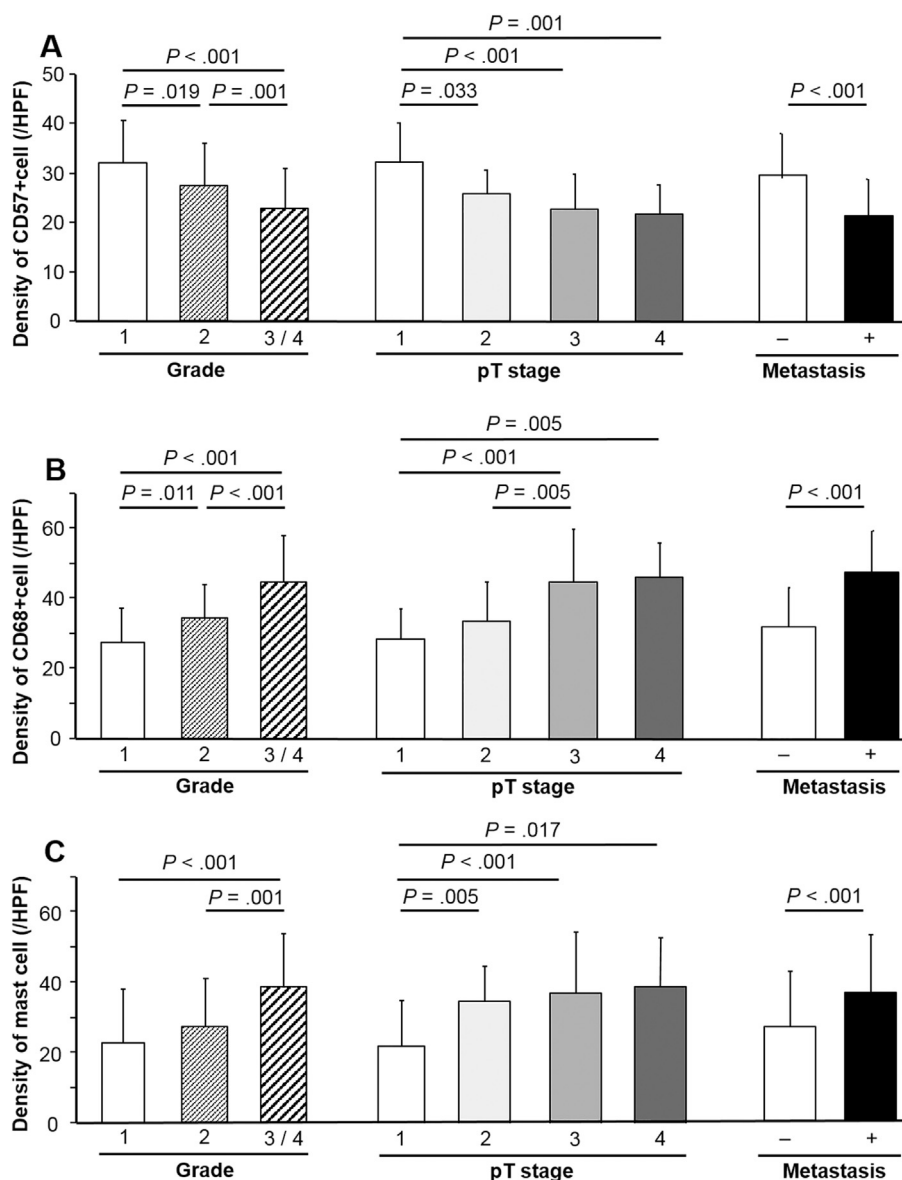 A
P = .001
P < .001
P < .001
P = .019
P = .001
P = .033
P < .001
Density of CD57+cell (/HPF)
50
40
30
20
10
0
1
2
3 / 4
1
2
3
4
–
+
Grade
pT stage
Metastasis
B
P = .005
P < .001
P < .001
P = .011
P < .001
P = .005
P < .001
Density of CD68+cell (/HPF)
60
40
20
0
1
2
3 / 4
1
2
3
4
–
+
Grade
pT stage
Metastasis
C
P = .017
P < .001
P < .001
P = .001
P = .005
P < .001
Density of mast cell (/HPF)
60
40
20
0
1
2
3 / 4
1
2
3
4
–
+
Grade
pT stage
Metastasis